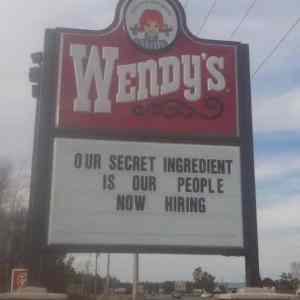 WENDY'S
OUR SECRET INGREDIENT
IS OUR PEOPLE
NOW HIRING